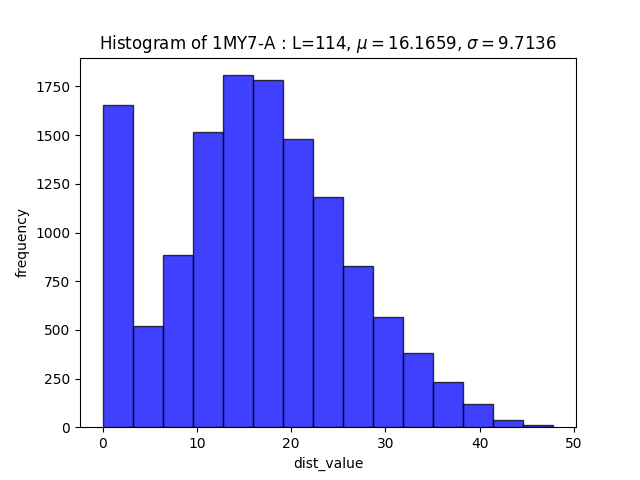 Histogram of 1MY7-A : L=114, μ = 16.1659, σ = 9.7136
1750
1500
1250
1000
750
500
250
0
frequency
0 10 20 30 40 50
dist_value